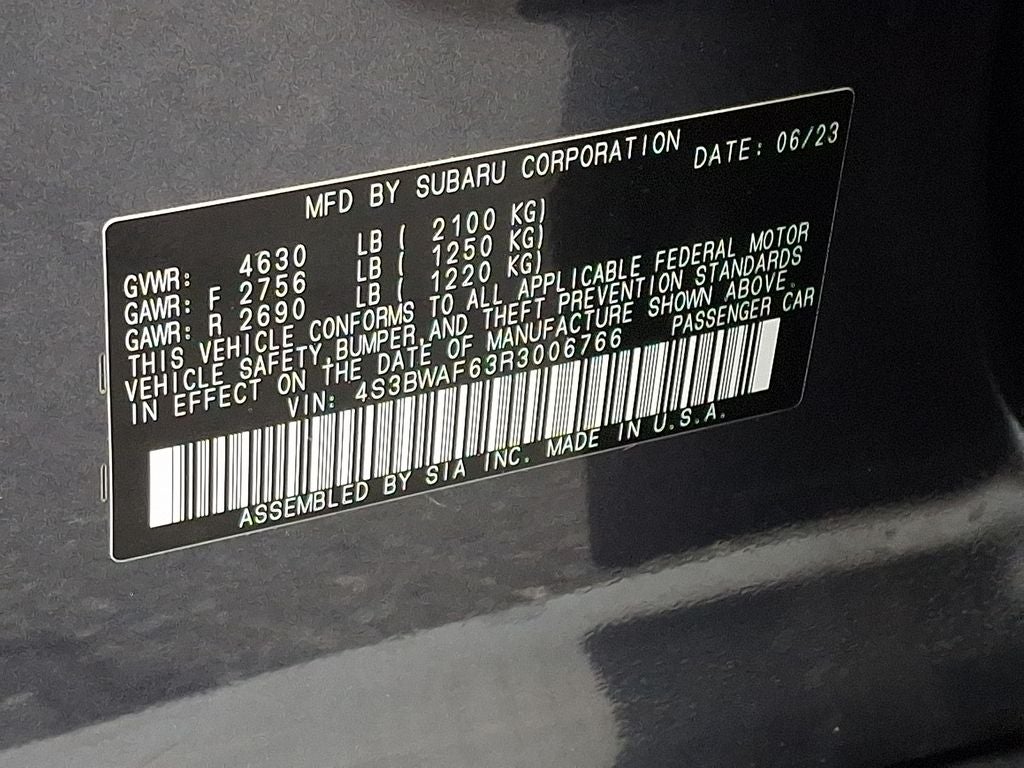 MFD BY SUBARU CORPORATION DATE: 06/23
GVWR: 4630 LB ( 2100 KG)
GAWR: F 2756 LB ( 1250 KG)
GAWR: R 2690 LB ( 1220 KG)
THIS VEHICLE CONFORMS TO ALL APPLICABLE FEDERAL MOTOR
VEHICLE SAFETY,BUMPER,AND THEFT PREVENTION STANDARDS
IN EFFECT ON THE DATE OF MANUFACTURE SHOWN ABOVE.
VIN: 4S3BWAF63R3006766 PASSENGER CAR
ASSEMBLED BY SIA INC. MADE IN U.S.A.